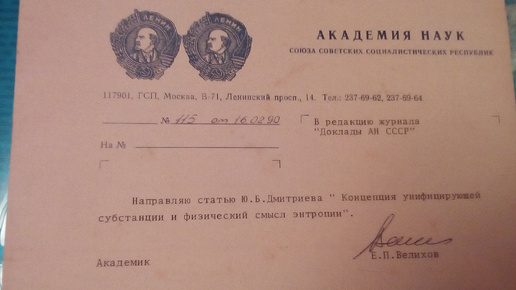 ЛЕНИН ЛЕНИН
АКАДЕМИЯ НАУК
СОЮЗА СОВЕТСКИХ СОЦИАЛИСТИЧЕСКИХ РЕСПУБЛИК
117901, ГСП, Москва, В-71, Ленинский просп., 14. Тел.: 237-69-62, 237-69-64
№ 115 от 16.02.90
В редакцию журнала
"Доклады АН СССР"
На №
Направляю статью Ю.Б.Дмитриева " Концепция унифицирующей
субстанции и физический смысл энтропии".
Академик
Е.П.Велихов